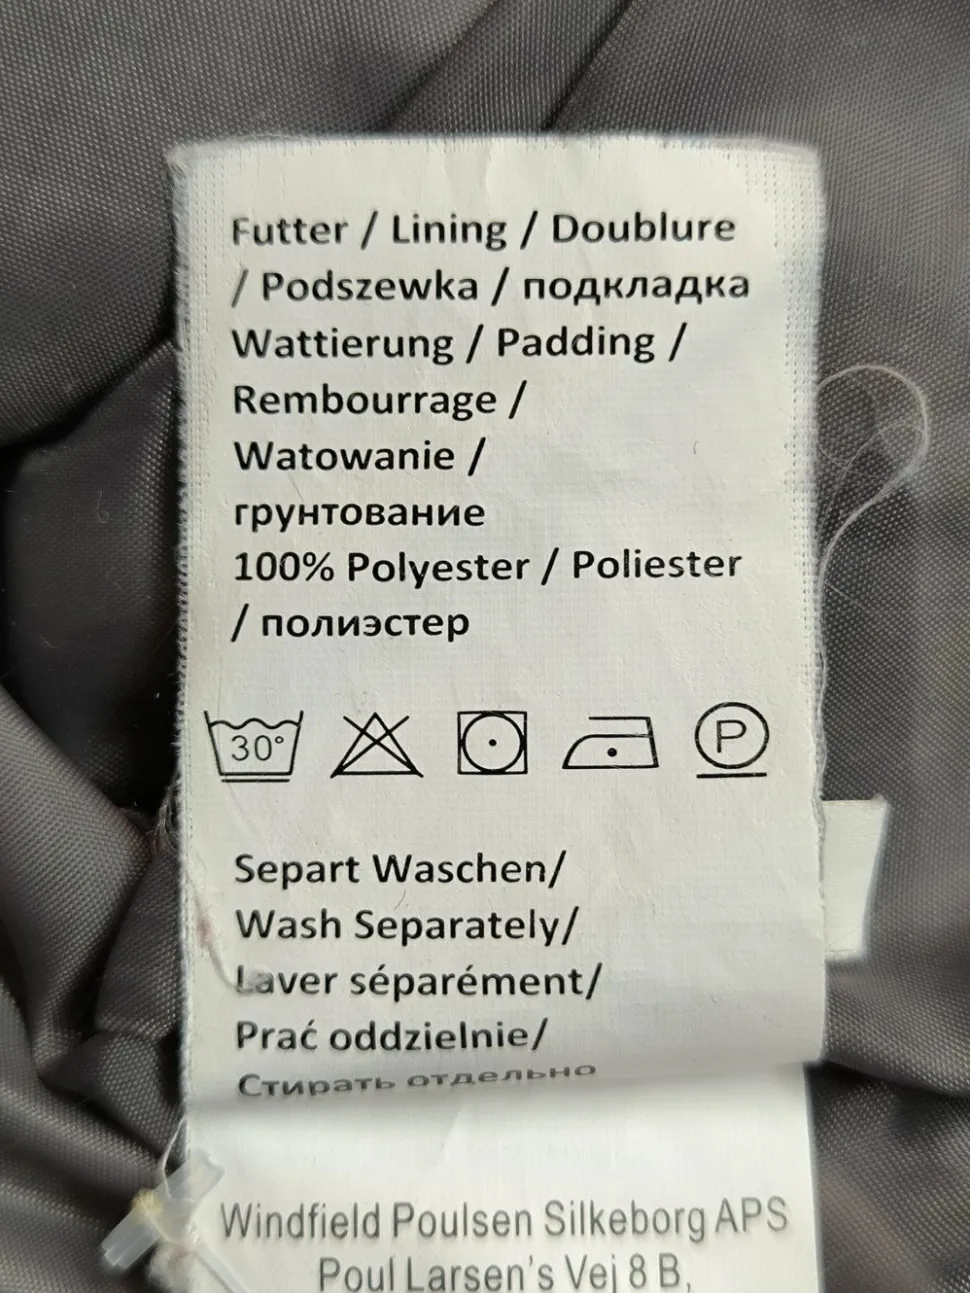 Futter / Lining / Doublure
/ Podszewka / подкладка
Wattierung / Padding /
Rembourrage /
Watowanie /
грунтование
100% Polyester / Poliester
/ полиэстер
30°
P
Separt Waschen/
Wash Separately/
Laver séparément/
Prać oddzielnie/
Стирать отдельно
Windfield Poulsen Silkeborg APS
Poul Larsen's Vej 8 B,